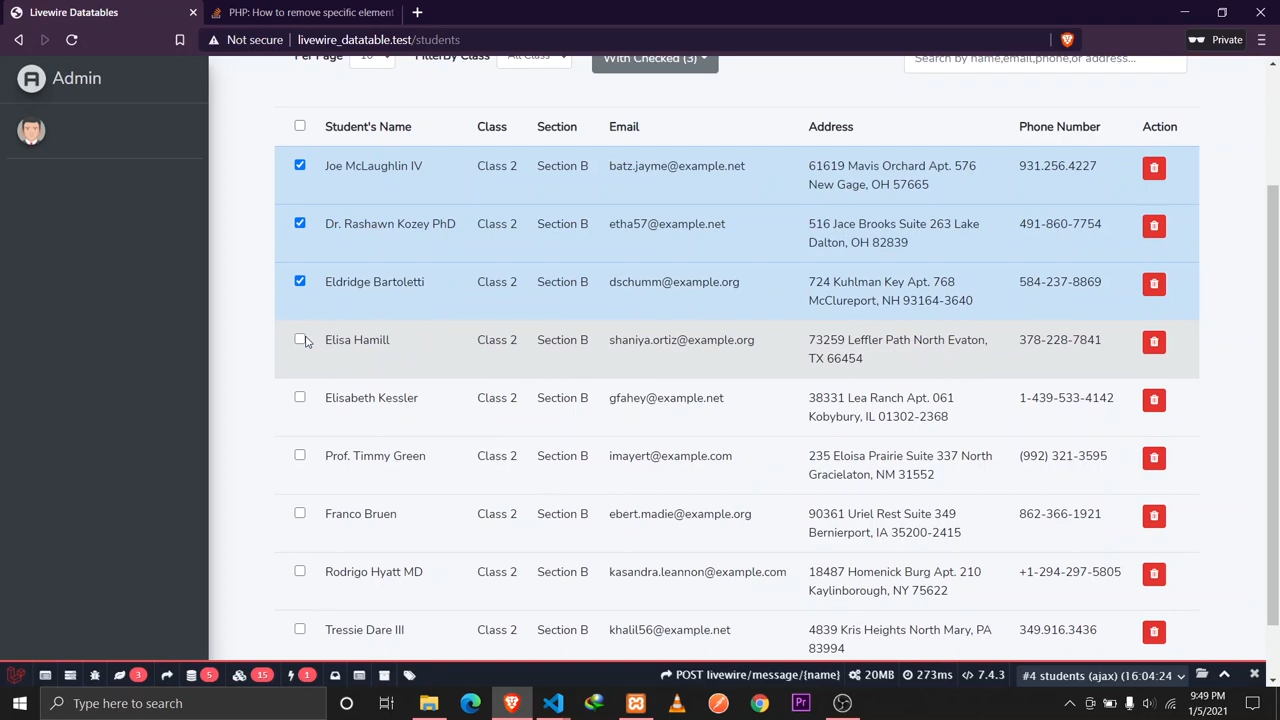 Livewire Datatables
PHP: How to remove specific element
Not secure livewire_datatable.test/students
Private
Admin
Per Page 10 FilterBy Class All Class With Checked (3) Search by name,email,phone,or address...
Student's Name Class Section Email Address Phone Number Action
Joe McLaughlin IV Class 2 Section B batz.jayme@example.net 61619 Mavis Orchard Apt. 576 931.256.4227
New Gage, OH 57665
Dr. Rashawn Kozey PhD Class 2 Section B etha57@example.net 516 Jace Brooks Suite 263 Lake 491-860-7754
Dalton, OH 82839
Eldridge Bartoletti Class 2 Section B dschumm@example.org 724 Kuhlman Key Apt. 768 584-237-8869
McClureport, NH 93164-3640
Elisa Hamill Class 2 Section B shaniya.ortiz@example.org 73259 Leffler Path North Evaton, 378-228-7841
TX 66454
Elisabeth Kessler Class 2 Section B gfahey@example.net 38331 Lea Ranch Apt. 061 1-439-533-4142
Kobybury, IL 01302-2368
Prof. Timmy Green Class 2 Section B imayert@example.com 235 Eloisa Prairie Suite 337 North (992) 321-3595
Gracielaton, NM 31552
Franco Bruen Class 2 Section B ebert.madie@example.org 90361 Uriel Rest Suite 349 862-366-1921
Bernierport, IA 35200-2415
Rodrigo Hyatt MD Class 2 Section B kasandra.leannon@example.com 18487 Homenick Burg Apt. 210 +1-294-297-5805
Kaylinborough, NY 75622
Tressie Dare III Class 2 Section B khalil56@example.net 4839 Kris Heights North Mary, PA 349.916.3436
83994
3 5 15 1 POST livewire/message/{name} 20MB 273ms 7.4.3 #4 students (ajax) (16:04:24
Type here to search
Pr
9:49 PM
1/5/2021